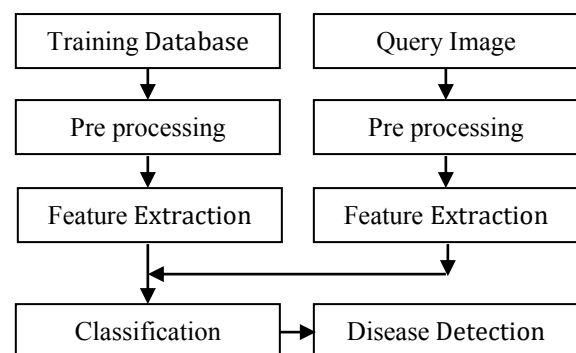 Training Database
Query Image
Pre processing
Pre processing
Feature Extraction
Feature Extraction
Classification
Disease Detection